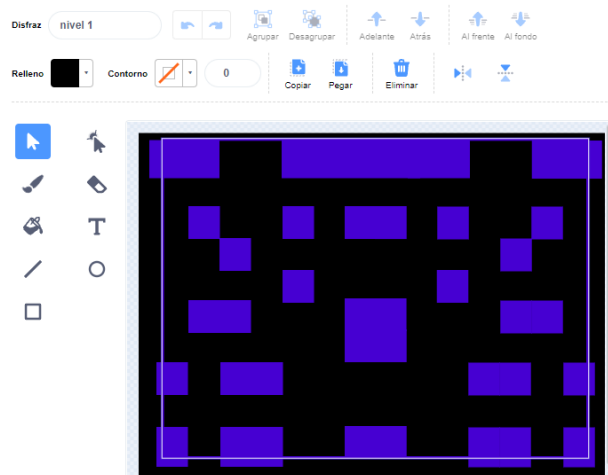 Disfraz nivel 1 Agrupar Desagrupar Adelante Atrás Al frente Al fondo
Relleno Contorno 0 Copiar Pegar Eliminar
T